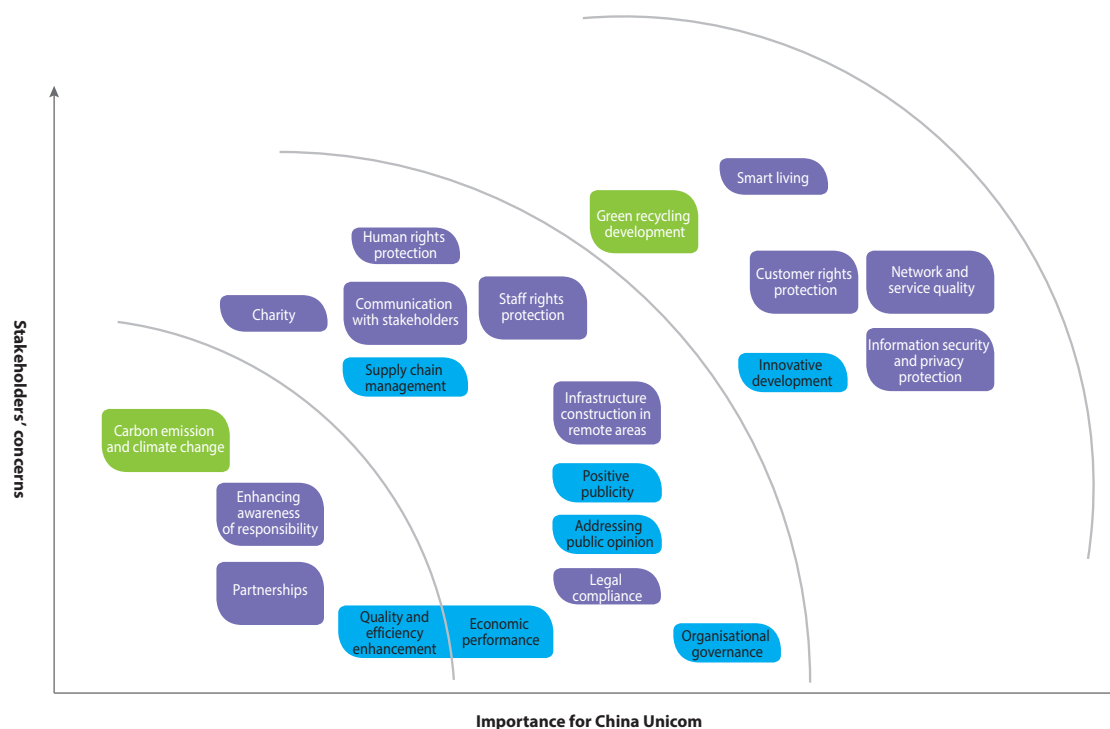 Smart living
Green recycling
development
Human rights
protection
Customer rights
protection
Network and
service quality
Charity
Communication
with stakeholders
Staff rights
protection
Information security
and privacy
protection
Supply chain
management
Innovative
development
Infrastructure
construction in
remote areas
Carbon emission
and climate change
Positive
publicity
Enhancing
awareness
of responsibility
Addressing
public opinion
Partnerships
Legal
compliance
Quality and
efficiency
enhancement
Economic
performance
Organisational
governance
Stakeholders’ concerns
Importance for China Unicom